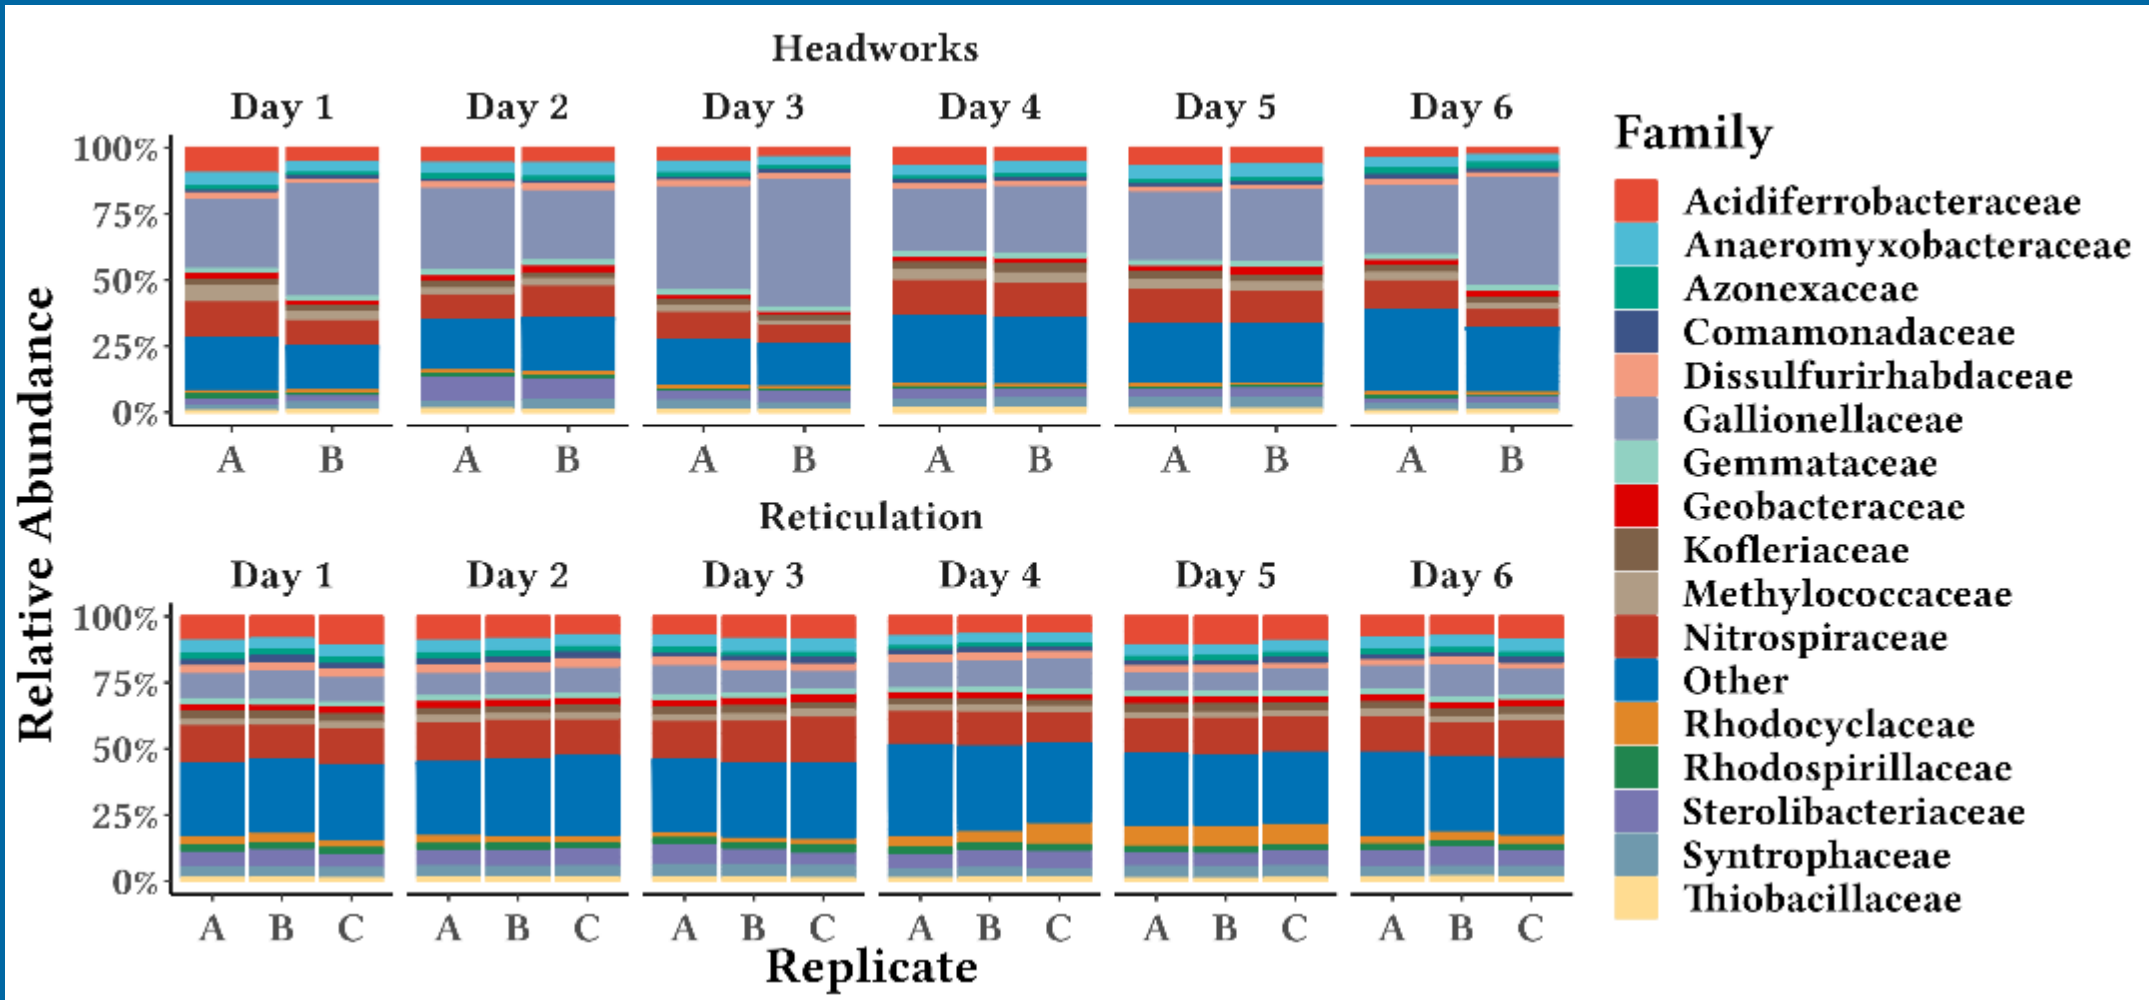 Headworks
Day 1 Day 2 Day 3 Day 4 Day 5 Day 6
100%
75%
50%
25%
0%
A B A B A B A B A B A B
Reticulation
Day 1 Day 2 Day 3 Day 4 Day 5 Day 6
100%
75%
50%
25%
0%
A B C A B C A B C A B C A B C A B C
Replicate
Relative Abundance
Family
Acidiferrobacteraceae
Anaeromyxobacteraceae
Azonexaceae
Comamonadaceae
Dissulfurirhabdaceae
Gallionellaceae
Gemmataceae
Geobacteraceae
Kofleriaceae
Methylococcaceae
Nitrospiraceae
Other
Rhodocyclaceae
Rhodospirillaceae
Sterolibacteriaceae
Syntrophaceae
Thiobacillaceae